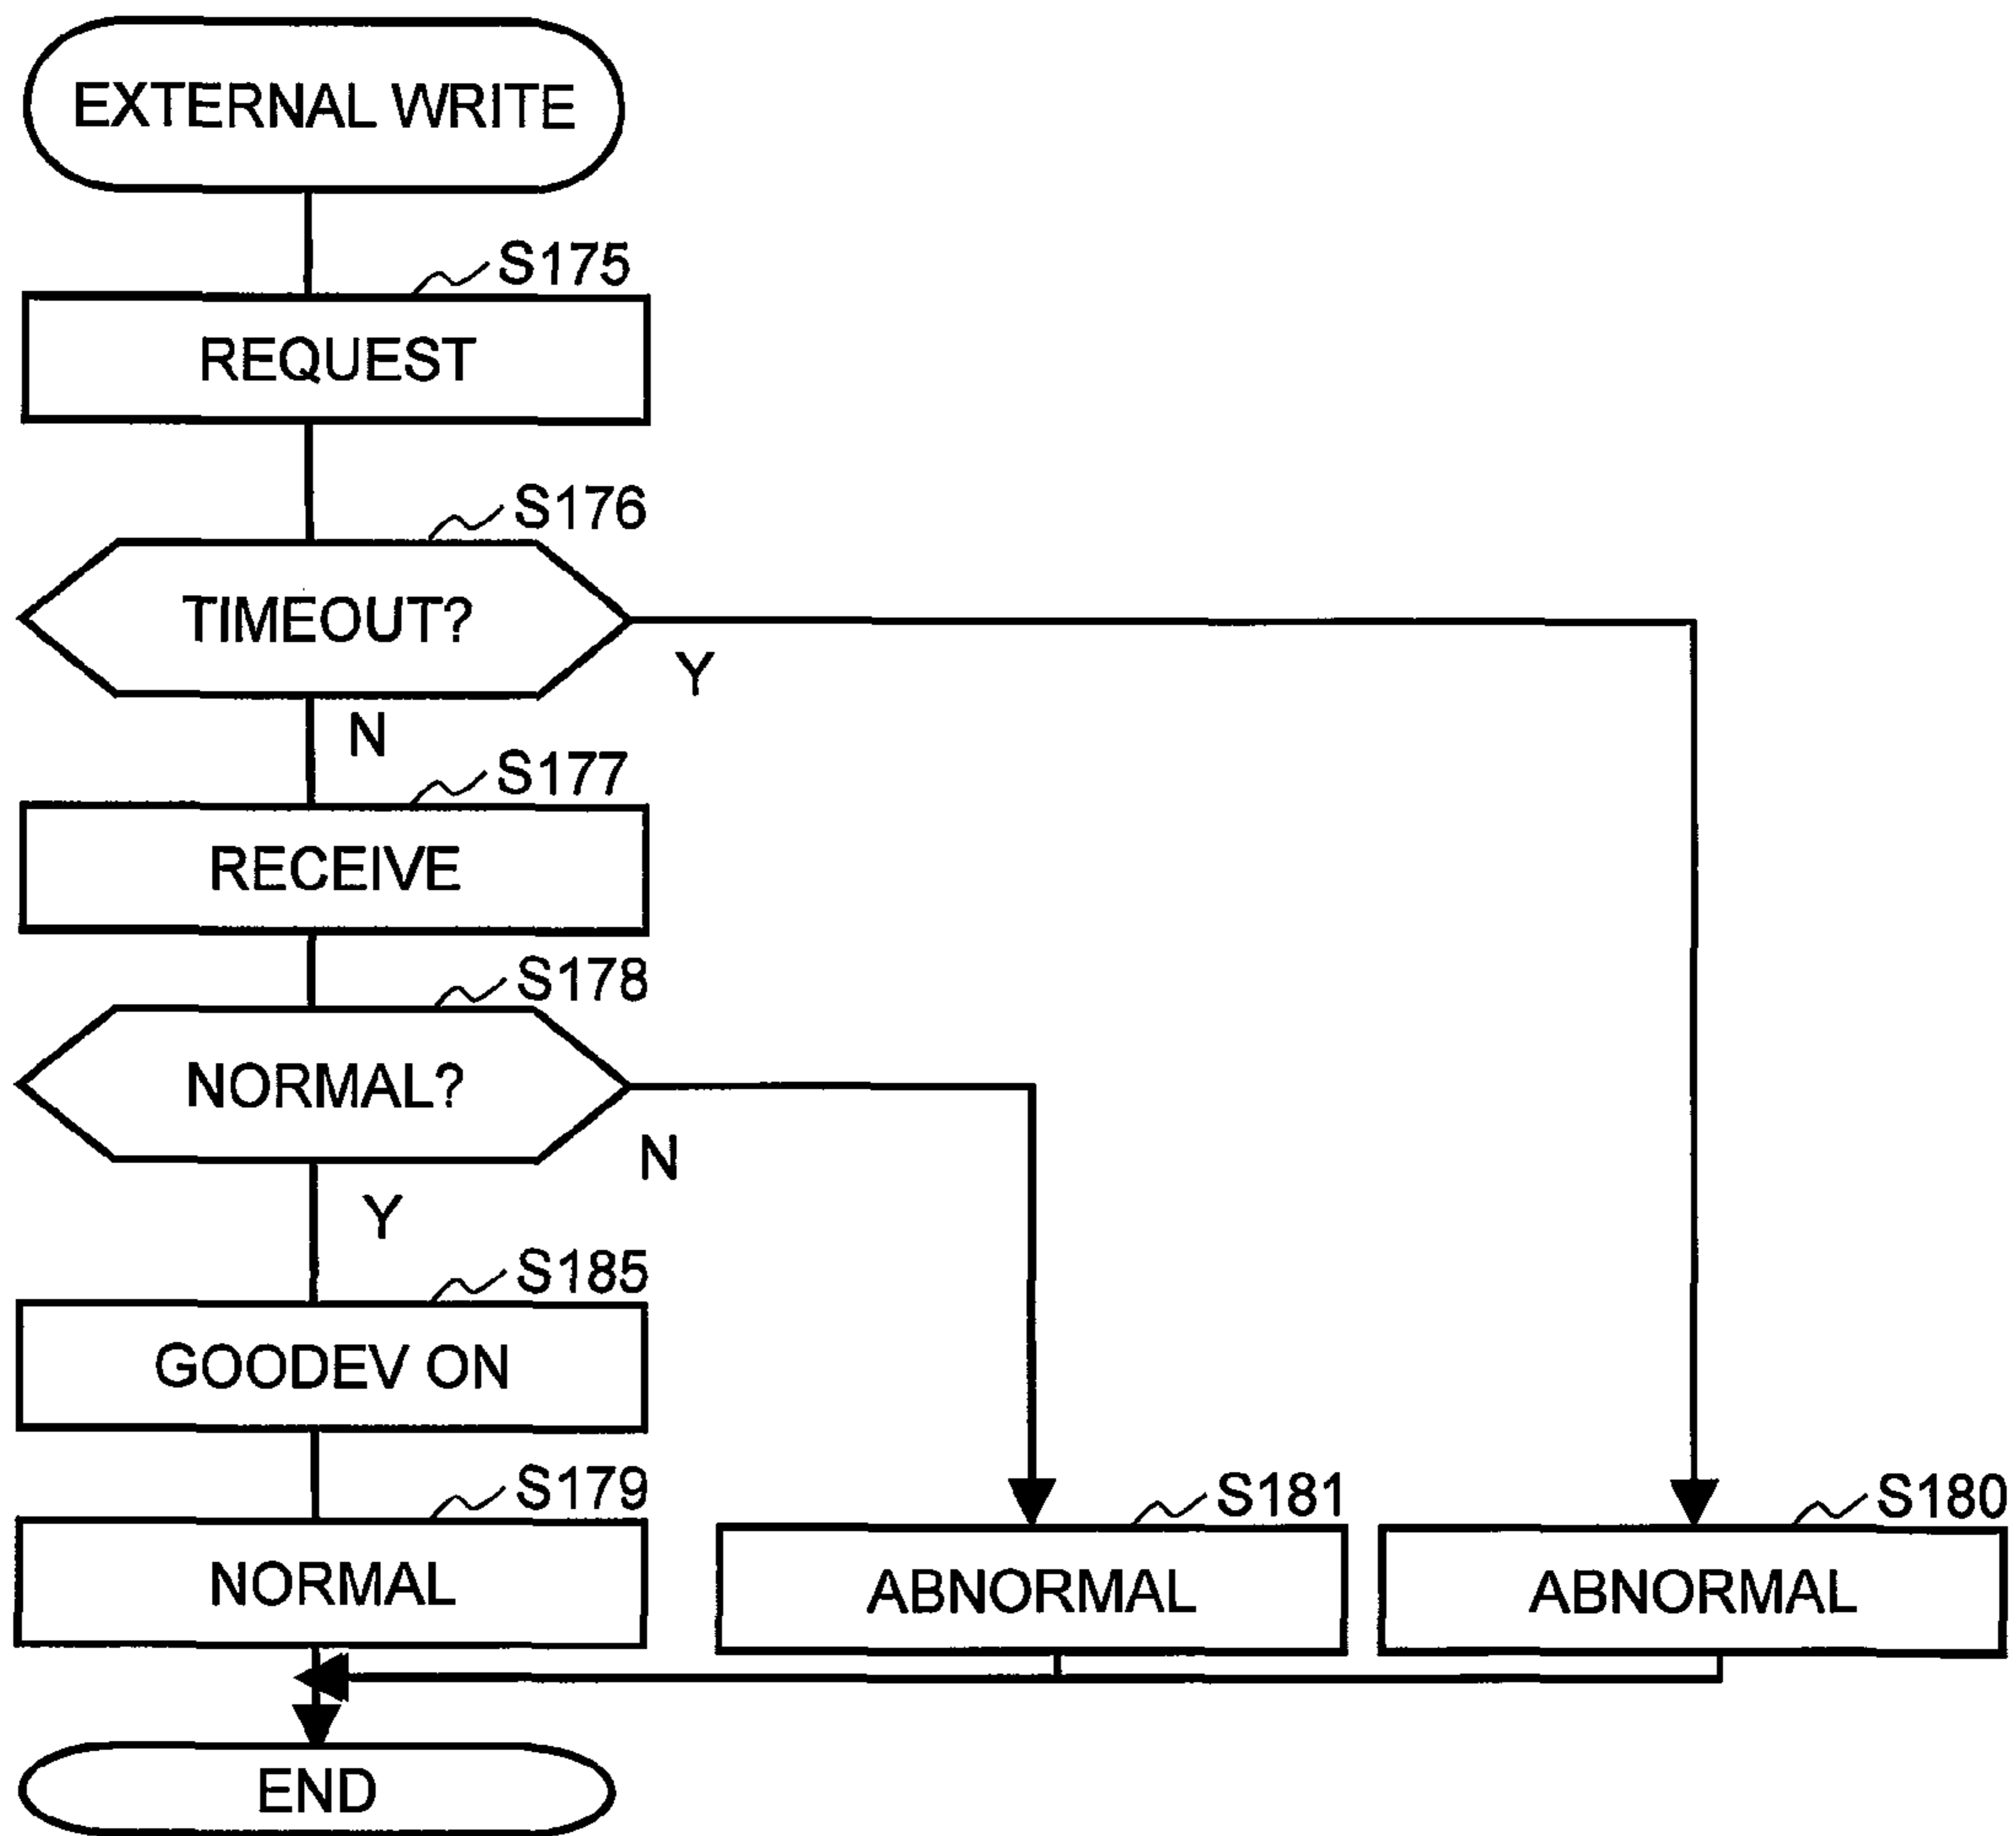 EXTERNAL WRITE
S175
REQUEST
S176
TIMEOUT?
Y
N
S177
RECEIVE
S178
NORMAL?
N
Y
S185
GOODEV ON
S179
NORMAL
S181
ABNORMAL
S180
ABNORMAL
END